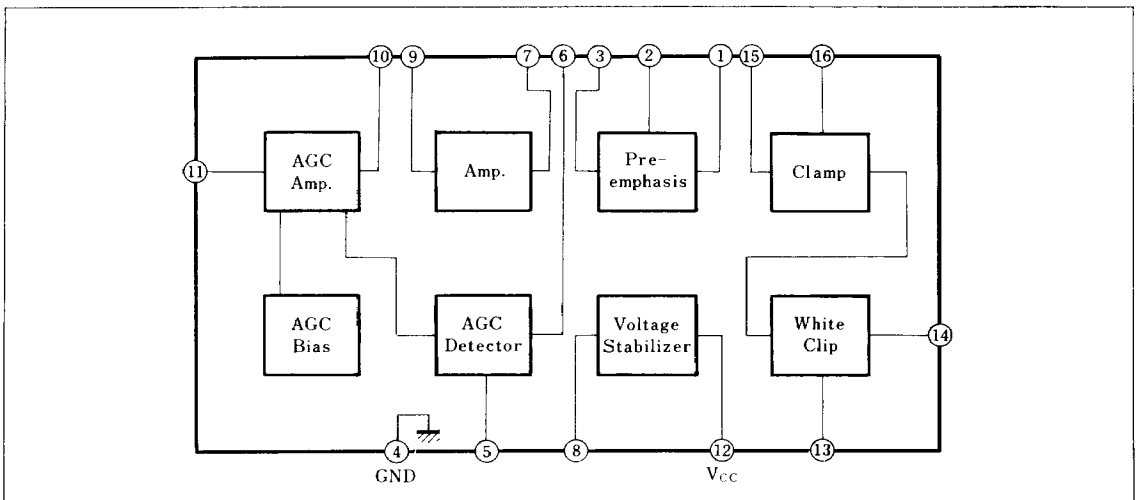 10 9 7 6 3 2 1 15 16
11
AGC
Amp.
Amp.
Pre-
emphasis
Clamp
AGC
Bias
AGC
Detector
Voltage
Stabilizer
White
Clip
14
4 5 8 12 13
GND
VCC